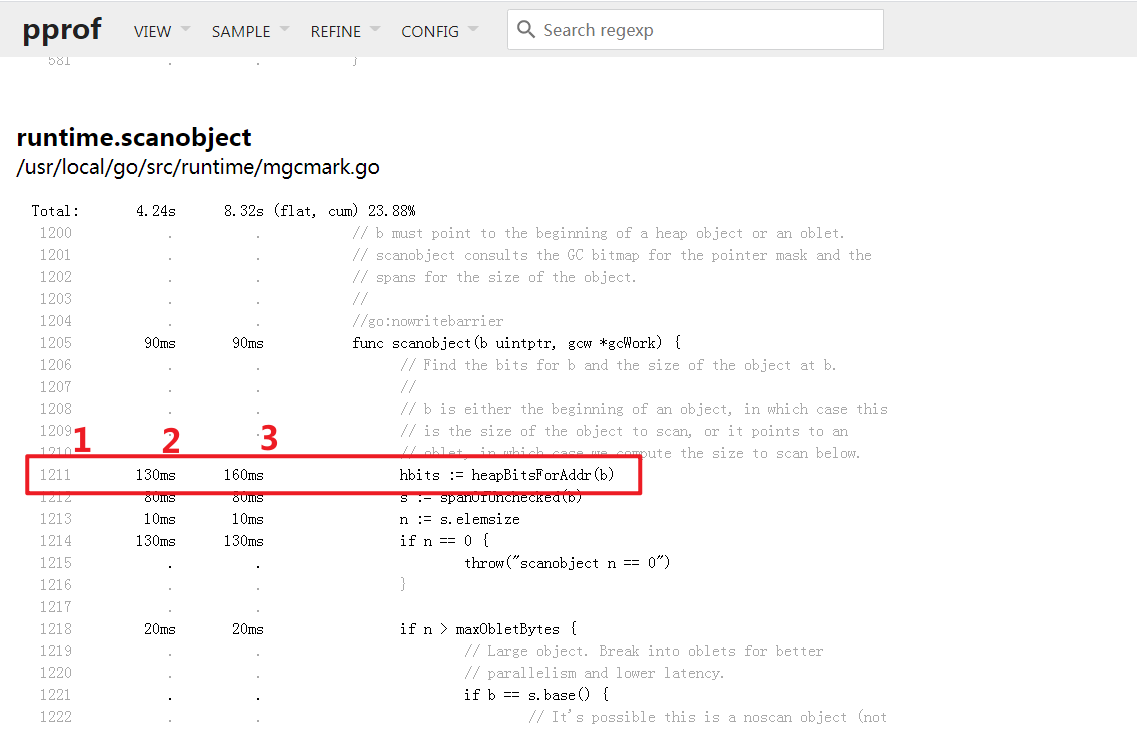 pprof VIEW SAMPLE REFINE CONFIG Search regexp
581 . . }
runtime.scanobject
/usr/local/go/src/runtime/mgcmark.go
Total: 4.24s 8.32s (flat, cum) 23.88%
1200 . . // b must point to the beginning of a heap object or an oblet.
1201 . . // scanobject consults the GC bitmap for the pointer mask and the
1202 . . // spans for the size of the object.
1203 . . //
1204 . . //go:nowritebarrier
1205 90ms 90ms func scanobject(b uintptr, gcw *gcWork) {
1206 . . // Find the bits for b and the size of the object at b.
1207 . . //
1208 . . // b is either the beginning of an object, in which case this
1209 . . // is the size of the object to scan, or it points to an
1 2 3
1210 . . // oblet, in which case we compute the size to scan below.
1211 130ms 160ms hbits := heapBitsForAddr(b)
1212 80ms 80ms s := spanOfUnchecked(b)
1213 10ms 10ms n := s.elemsize
1214 130ms 130ms if n == 0 {
1215 . . throw("scanobject n == 0")
1216 . . }
1217 . .
1218 20ms 20ms if n > maxObletBytes {
1219 . . // Large object. Break into oblets for better
1220 . . // parallelism and lower latency.
1221 . . if b == s.base() {
1222 . . // It's possible this is a noscan object (not